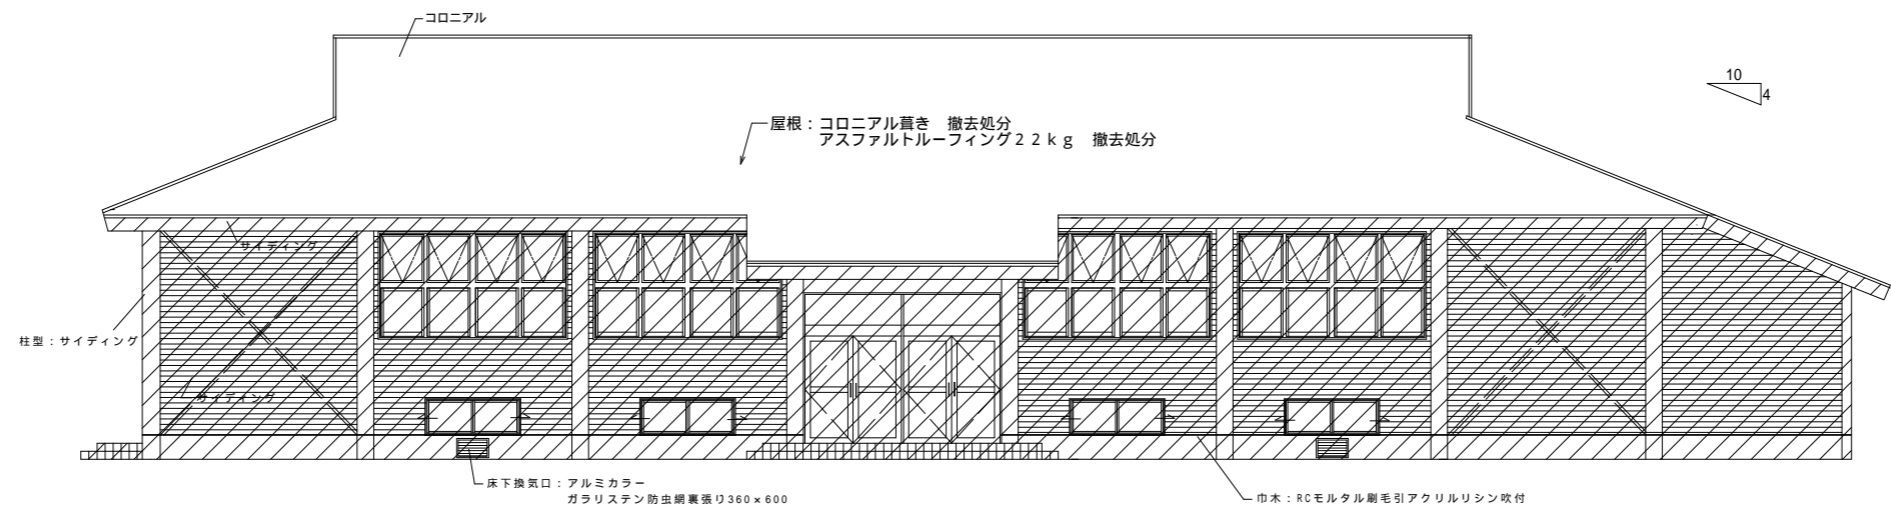 コロニアル
10
4
屋根：コロニアル葺き　撤去処分
アスファルトルーフィング２２ｋｇ　撤去処分
サイディング
柱型：サイディング
サイディング
床下換気口：アルミカラー
ガラリステン防虫網裏張り360×600
巾木：RCモルタル刷毛引アクリルリシン吹付